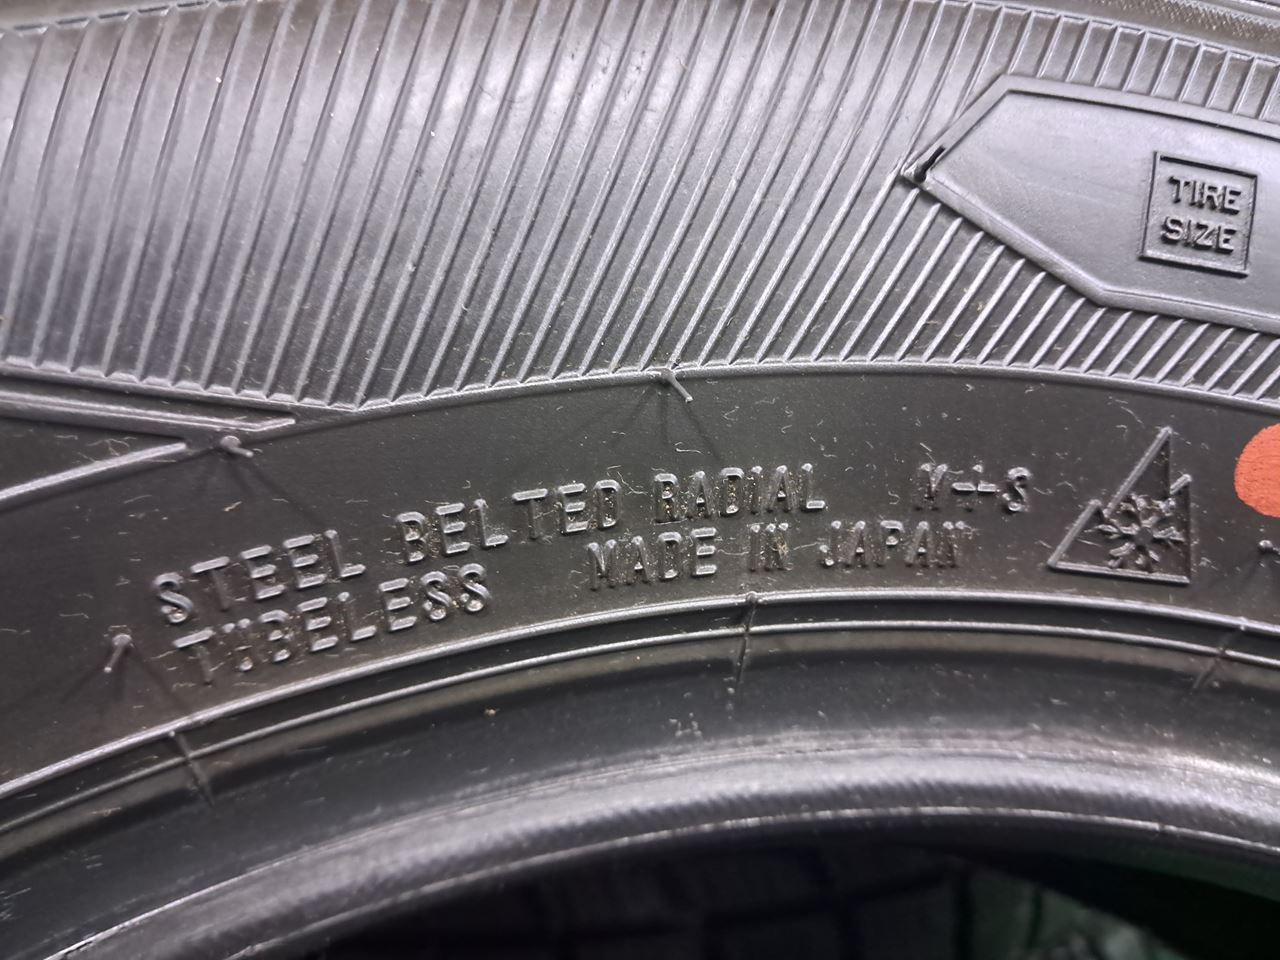 TIRE
SIZE
STEEL BELTED RADIAL M+S
TUBELESS MADE IN JAPAN